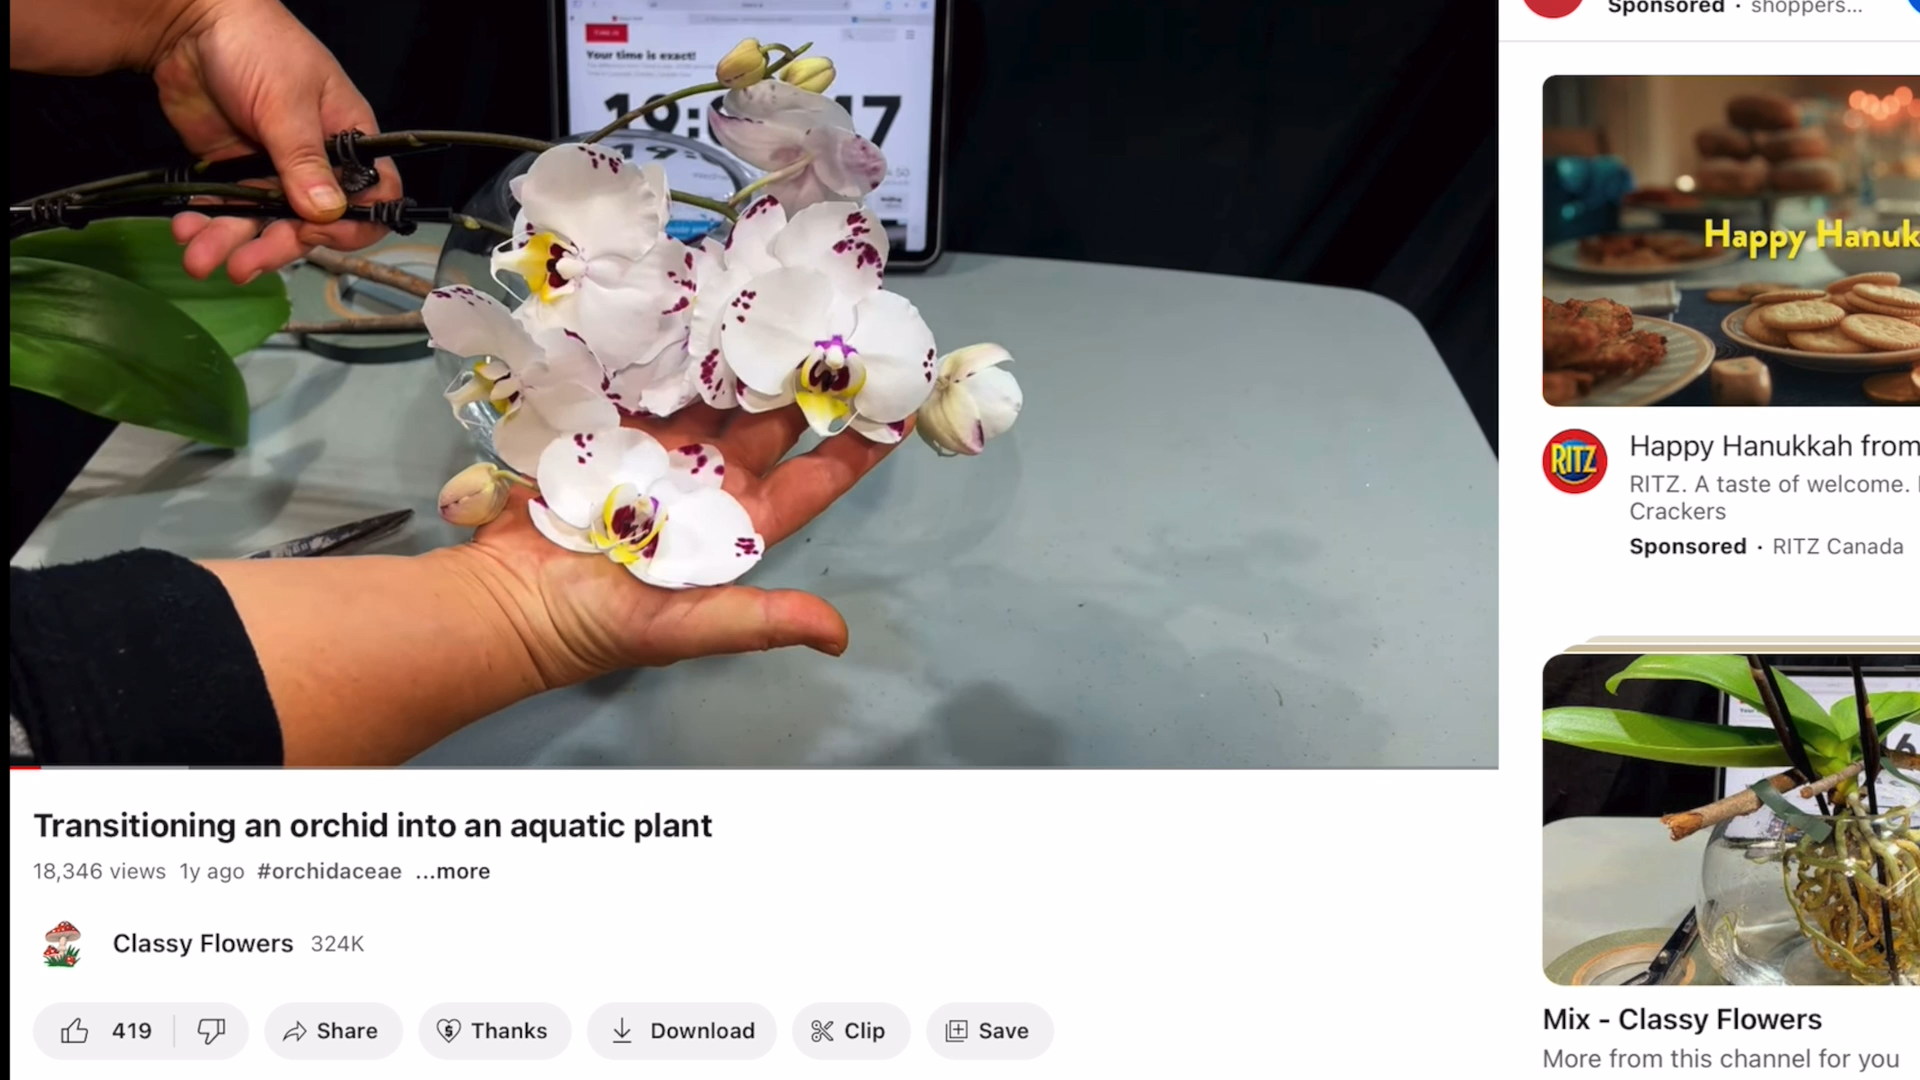 Your time is exact!
19:
17
Transitioning an orchid into an aquatic plant
18,346 views 1y ago #orchidaceae ...more
Classy Flowers 324K
419
Share
Thanks
Download
Clip
Save
Sponsored · shoppers...
Happy Hanuk
RITZ
Happy Hanukkah from
RITZ. A taste of welcome.
Crackers
Sponsored · RITZ Canada
Mix - Classy Flowers
More from this channel for you